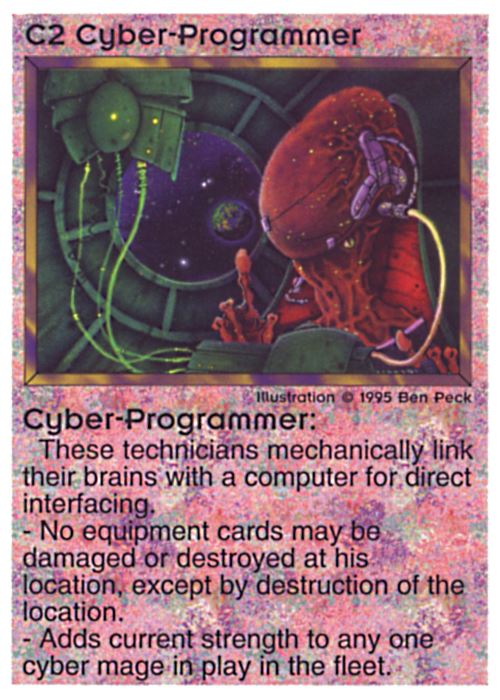 C2 Cyber-Programmer
Illustration © 1995 Ben Peck
Cyber-Programmer:
These technicians mechanically link
their brains with a computer for direct
interfacing.
- No equipment cards may be
damaged or destroyed at his
location, except by destruction of the
location.
- Adds current strength to any one
cyber mage in play in the fleet.